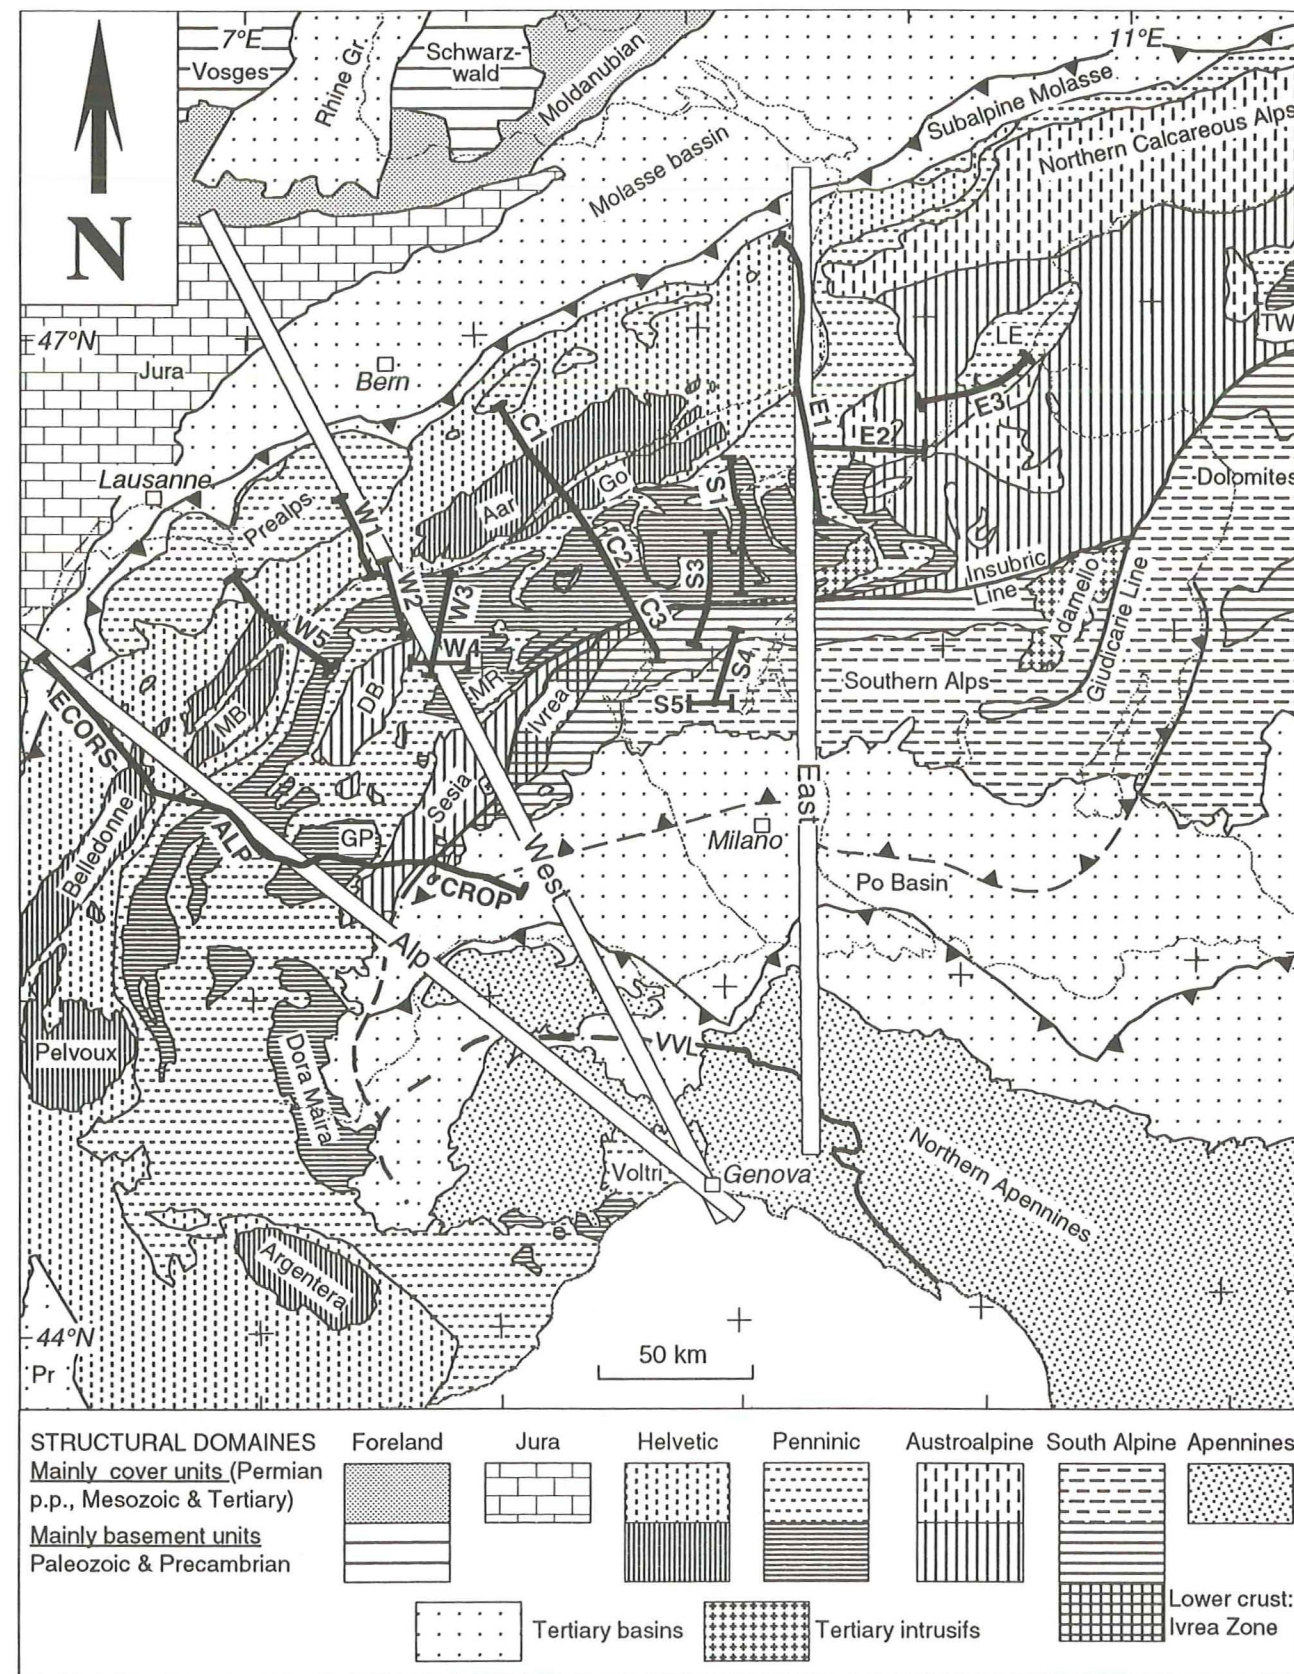 7°E
11°E
Vosges
Rhine Gr.
Schwarz-
wald
Moldanubian
Molasse bassin
Subalpine Molasse
Northern Calcareous Alps
N
47°N
Jura
Bern
LE
TW
C1
E1
E2
E3
Lausanne
Prealps
Aar
Go
S1
Dolomites
W1
C2
S3
Insubric
Line
W2
W3
C3
Adamello
Giudicarie Line
W5
W4
S4
MR
DB
Ivrea
S5
Southern Alps
MB
ECORS
Sesia
East
Belledonne
ALP
GP
West
Milano
Po Basin
CROP
Alp
Pelvoux
Dora Maira
VVL
Northern Apennines
Voltri
Genova
Argentera
44°N
Pr
50 km
STRUCTURAL DOMAINES
Mainly cover units (Permian
p.p., Mesozoic & Tertiary)
Mainly basement units
Paleozoic & Precambrian
Foreland
Jura
Helvetic
Penninic
Austroalpine
South Alpine
Apennines
Tertiary basins
Tertiary intrusifs
Lower crust:
Ivrea Zone